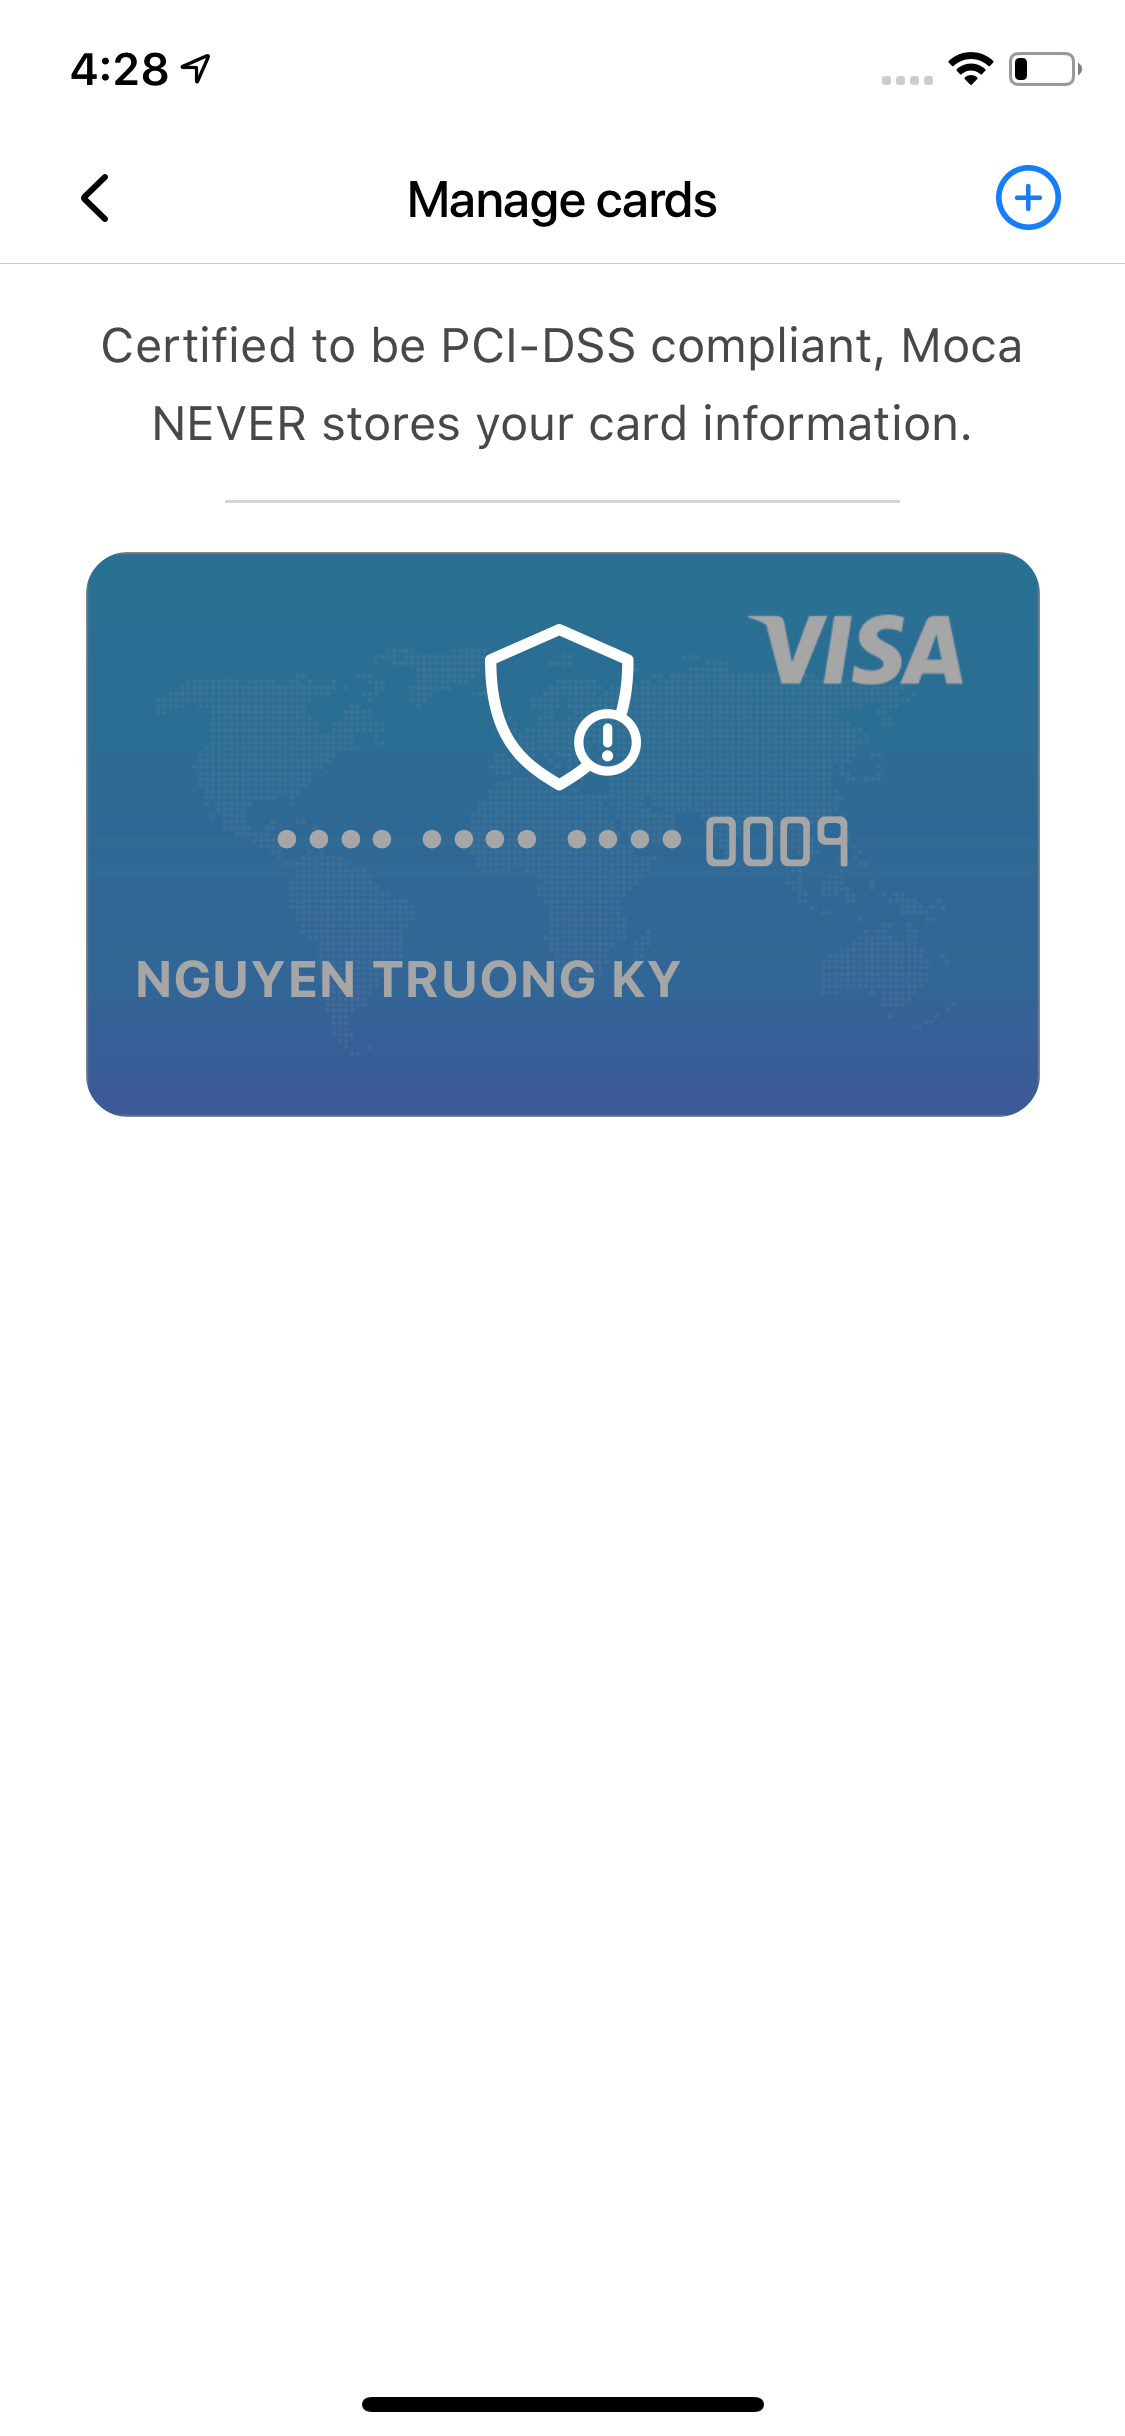 4:28
Manage cards
Certified to be PCI-DSS compliant, Moca
NEVER stores your card information.
VISA
•••• •••• •••• 0009
NGUYEN TRUONG KY